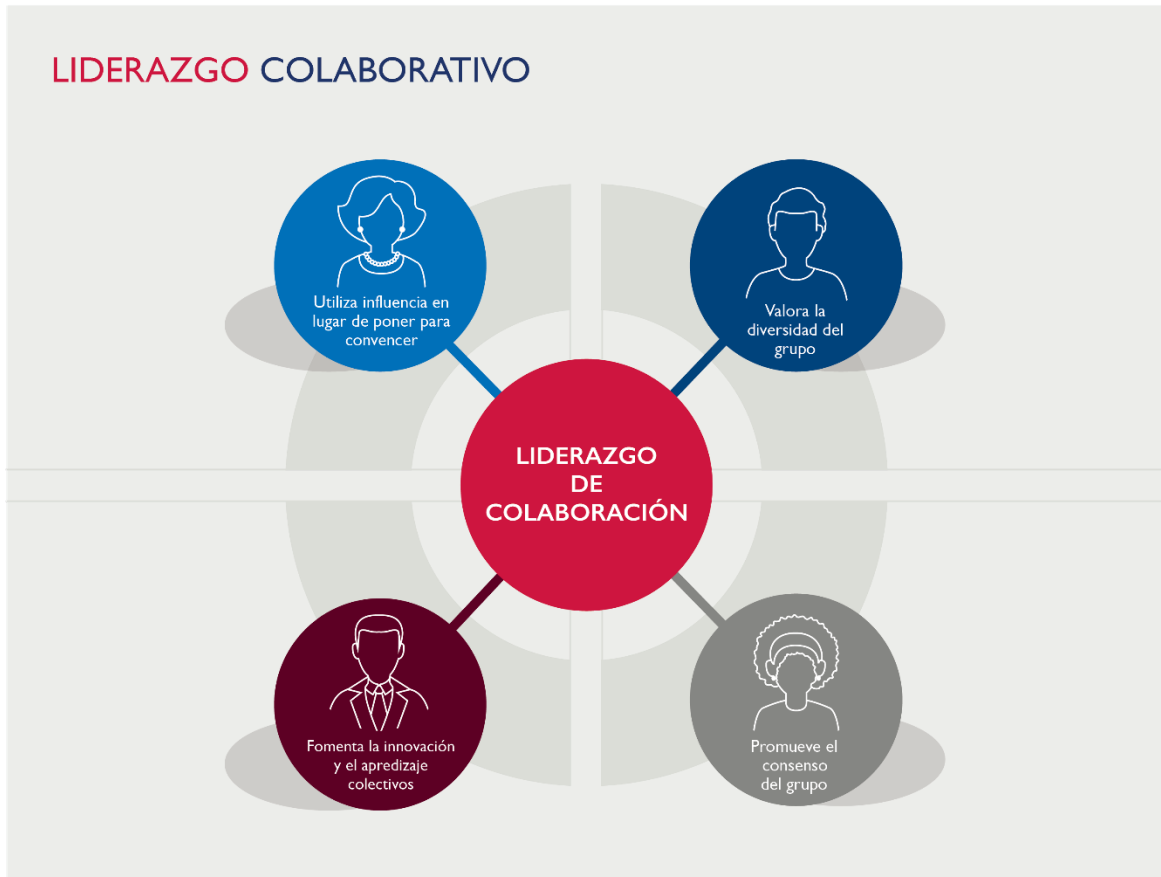 LIDERAZGO COLABORATIVO
Utiliza influencia en
lugar de poner para
convencer
Valora la
diversidad del
grupo
LIDERAZGO
DE
COLABORACIÓN
Fomenta la innovación
y el apredizaje
colectivos
Promueve el
consenso
del grupo